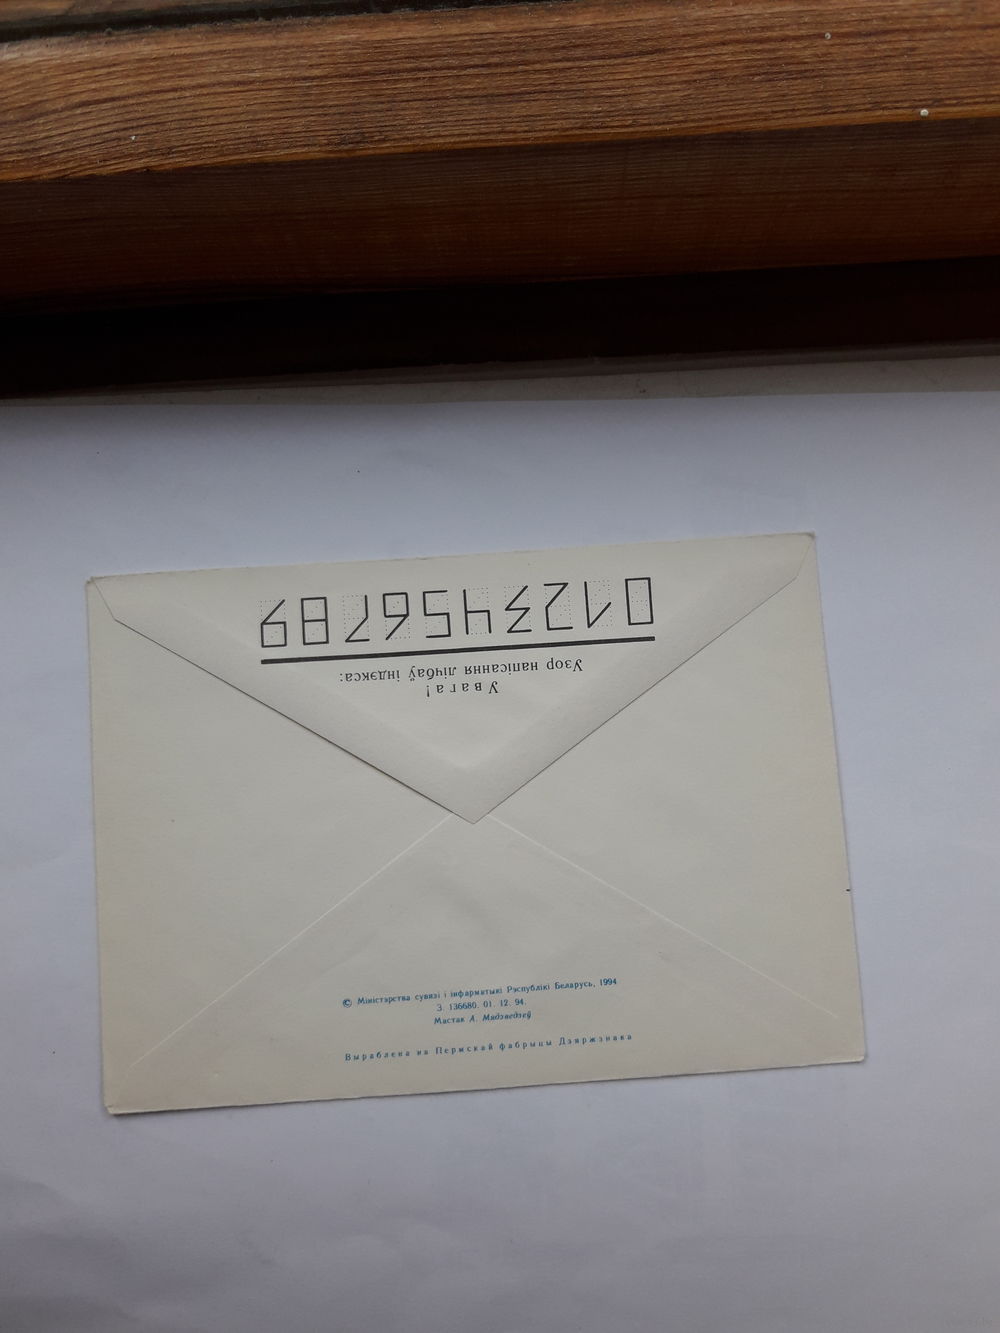 Увага!
Узор напісання лічбаў індэкса:
0123456789
© Міністэрства сувязі і інфарматыкі Рэспублікі Беларусь, 1994
З. 136680. 01. 12. 94.
Мастак А. Мядзведзеў
Выраблена на Пермскай фабрыцы Дзяржзнака